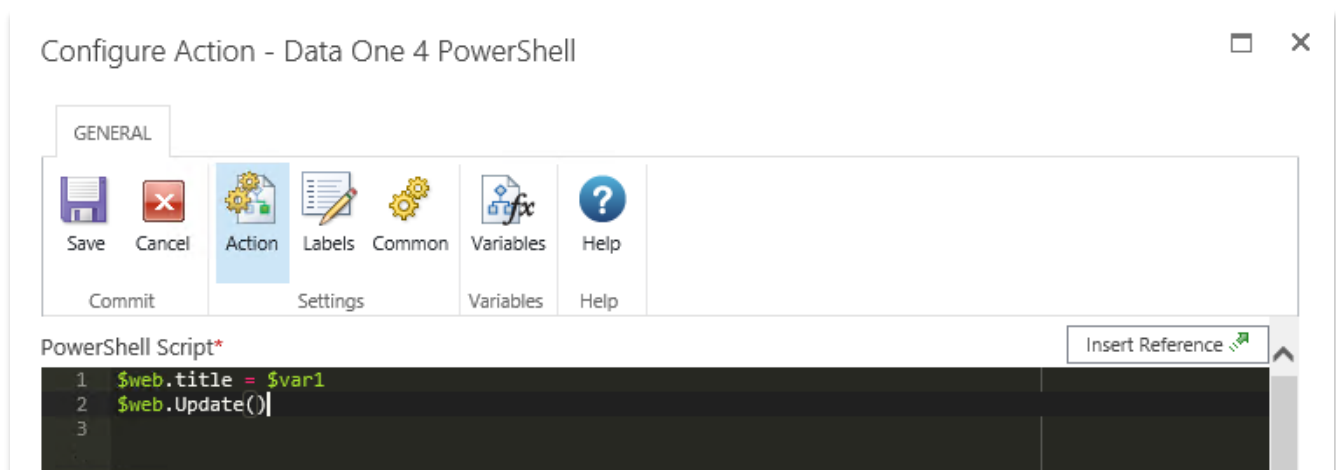 Configure Action - Data One 4 PowerShell
GENERAL
Save Cancel Action Labels Common Variables Help
Commit Settings Variables Help
PowerShell Script*
Insert Reference
1 $web.title = $var1
2 $web.Update()
3